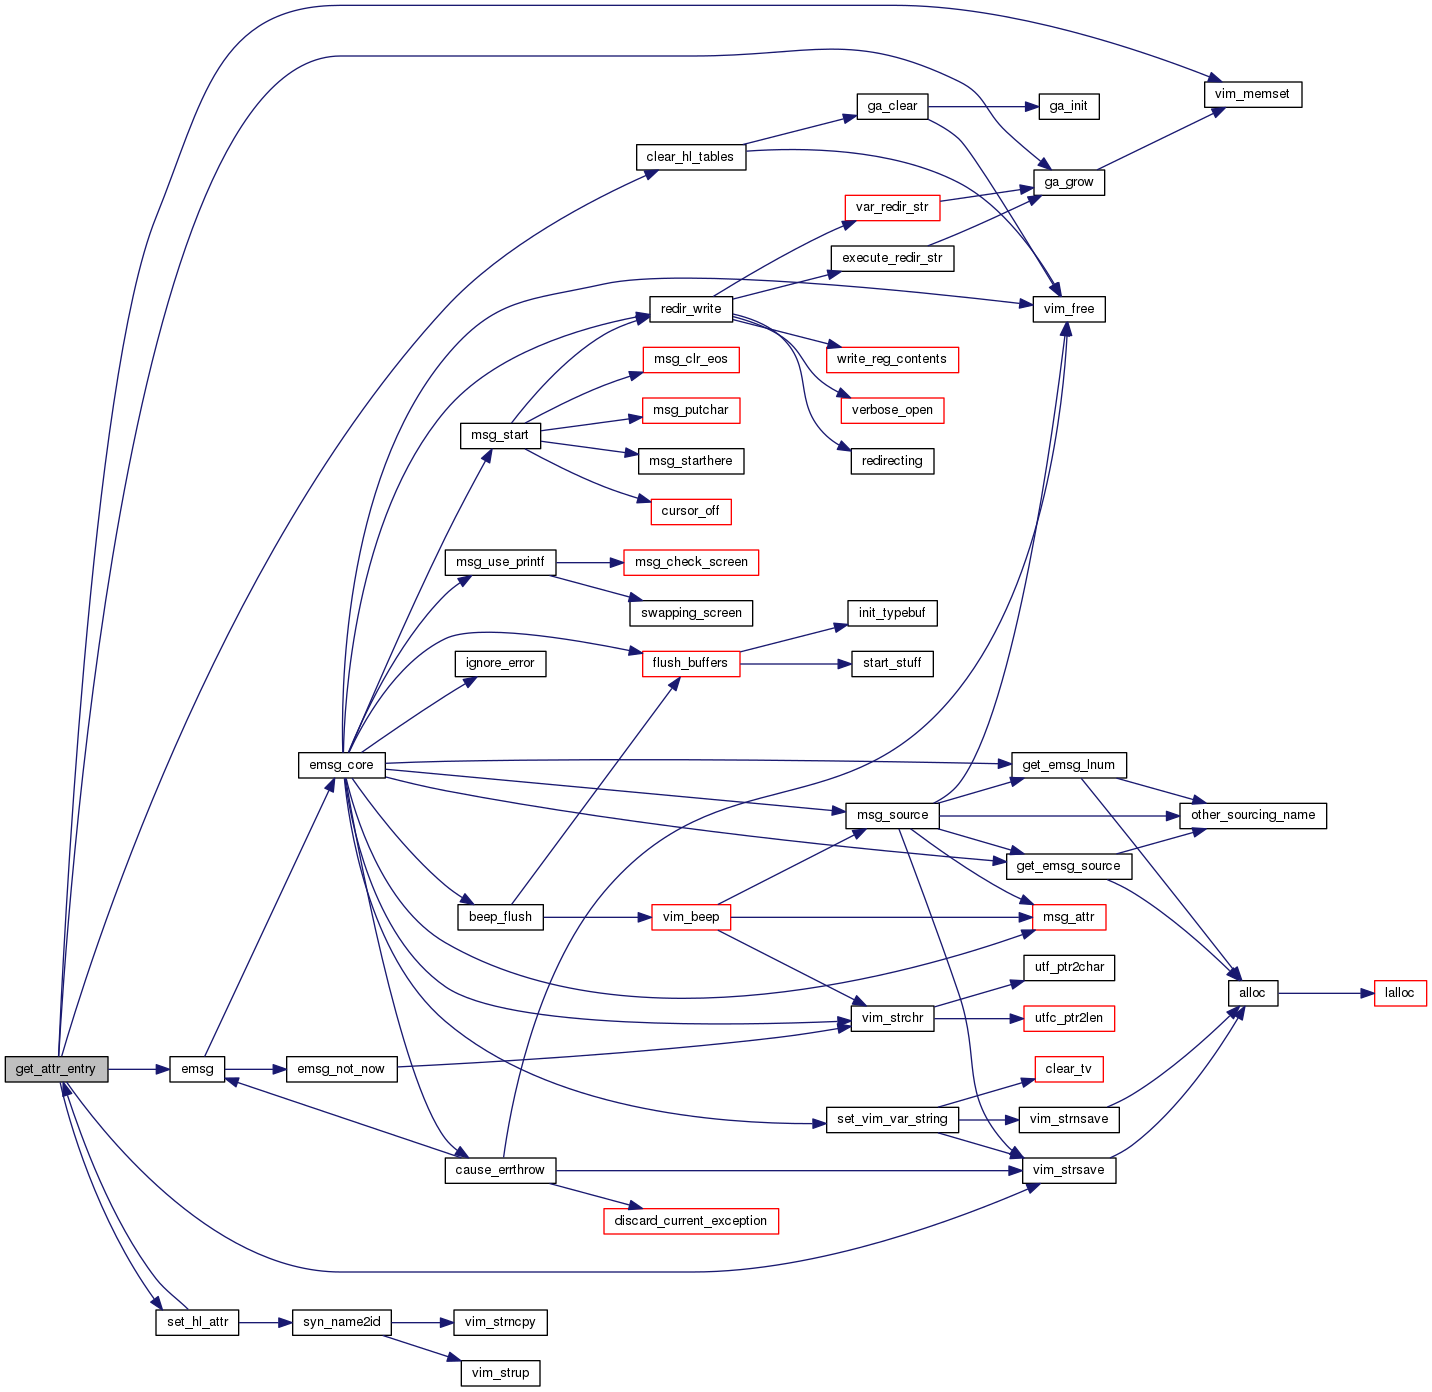 vim_memset
ga_clear
ga_init
clear_hl_tables
ga_grow
var_redir_str
execute_redir_str
redir_write
vim_free
msg_clr_eos
write_reg_contents
msg_putchar
verbose_open
msg_start
msg_starthere
redirecting
cursor_off
msg_use_printf
msg_check_screen
swapping_screen
init_typebuf
ignore_error
flush_buffers
start_stuff
emsg_core
get_emsg_lnum
msg_source
other_sourcing_name
get_emsg_source
beep_flush
vim_beep
msg_attr
utf_ptr2char
alloc
lalloc
vim_strchr
utfc_ptr2len
get_attr_entry
emsg
emsg_not_now
clear_tv
set_vim_var_string
vim_strnsave
cause_errthrow
vim_strsave
discard_current_exception
set_hl_attr
syn_name2id
vim_strncpy
vim_strup